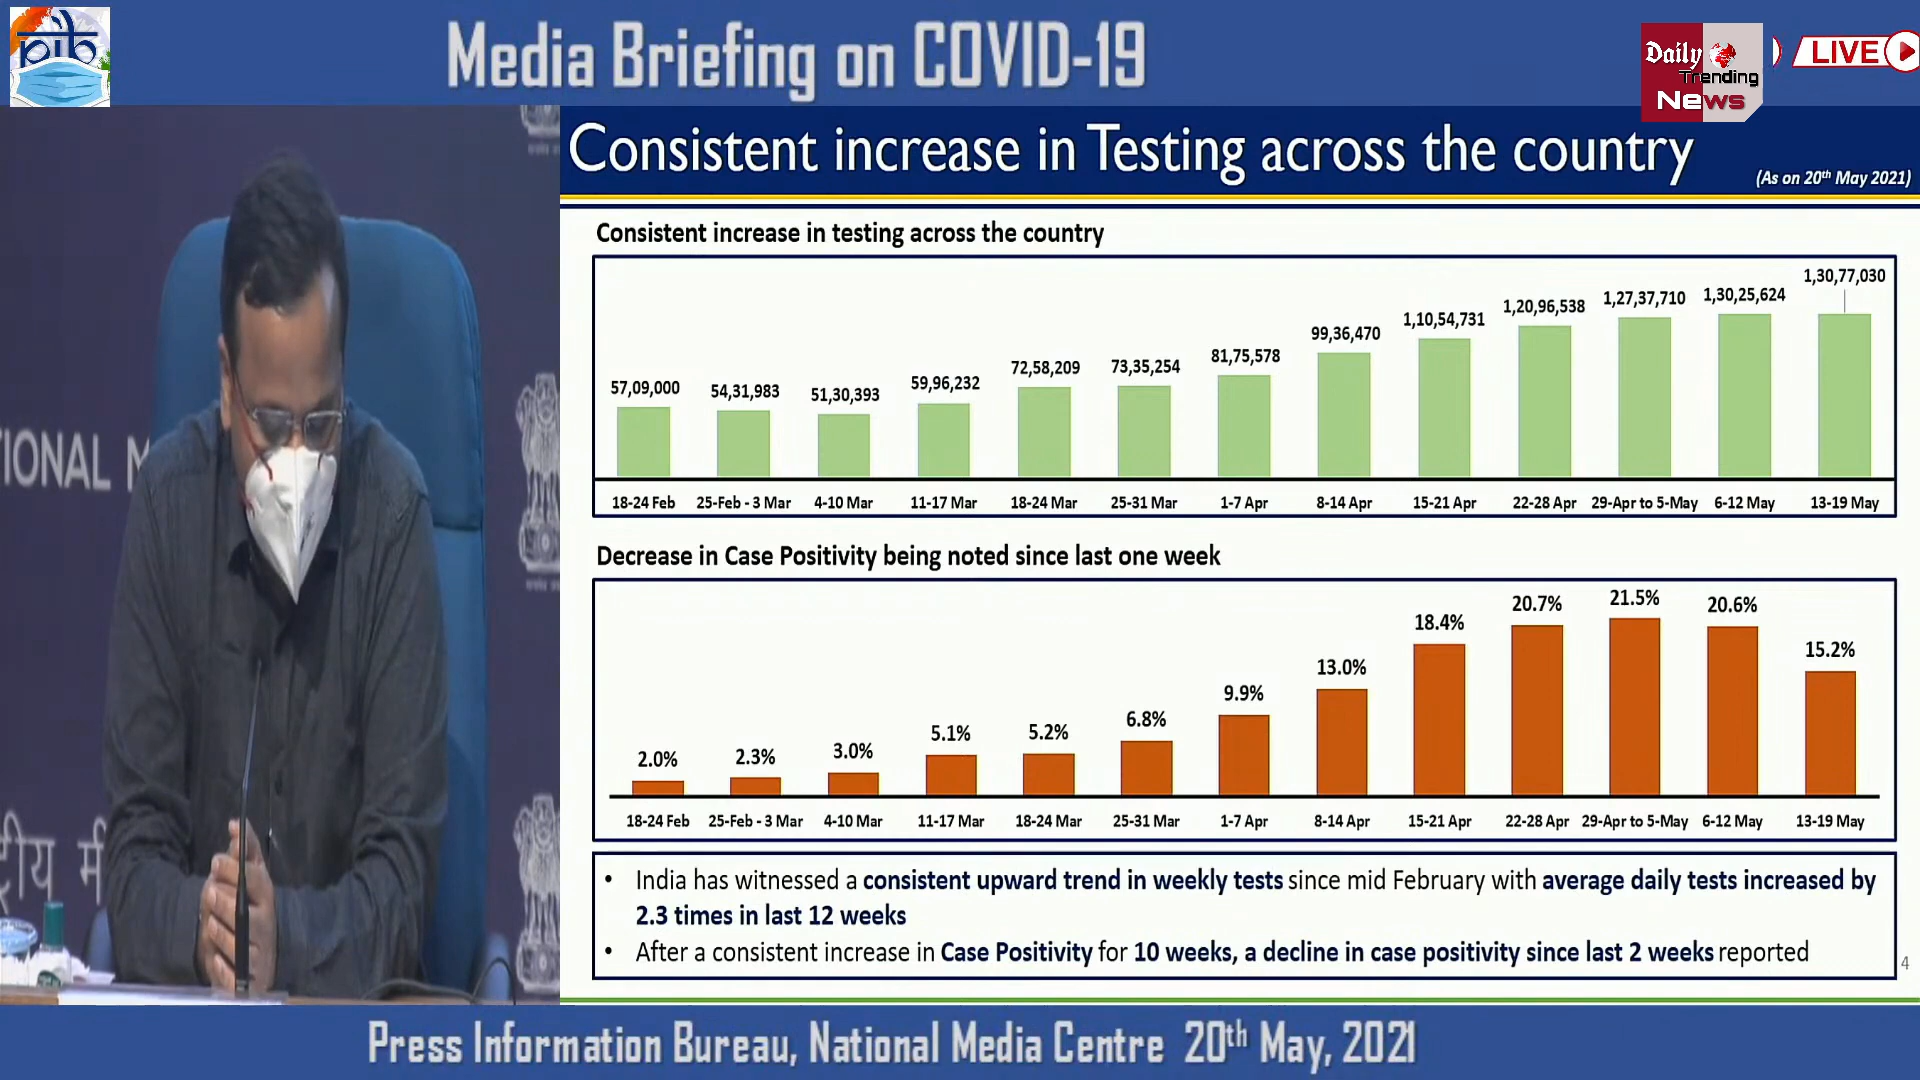 pib
Media Briefing on COVID-19
Daily
Trending
News
LIVE
Consistent increase in Testing across the country
(As on 20th May 2021)
Consistent increase in testing across the country
57,09,000 54,31,983 51,30,393 59,96,232 72,58,209 73,35,254 81,75,578 99,36,470 1,10,54,731 1,20,96,538 1,27,37,710 1,30,25,624 1,30,77,030
18-24 Feb 25-Feb - 3 Mar 4-10 Mar 11-17 Mar 18-24 Mar 25-31 Mar 1-7 Apr 8-14 Apr 15-21 Apr 22-28 Apr 29-Apr to 5-May 6-12 May 13-19 May
Decrease in Case Positivity being noted since last one week
2.0% 2.3% 3.0% 5.1% 5.2% 6.8% 9.9% 13.0% 18.4% 20.7% 21.5% 20.6% 15.2%
18-24 Feb 25-Feb - 3 Mar 4-10 Mar 11-17 Mar 18-24 Mar 25-31 Mar 1-7 Apr 8-14 Apr 15-21 Apr 22-28 Apr 29-Apr to 5-May 6-12 May 13-19 May
• India has witnessed a consistent upward trend in weekly tests since mid February with average daily tests increased by
2.3 times in last 12 weeks
• After a consistent increase in Case Positivity for 10 weeks, a decline in case positivity since last 2 weeks reported
4
TIONAL M
ट्रीय मी
Press Information Bureau, National Media Centre 20th May, 2021